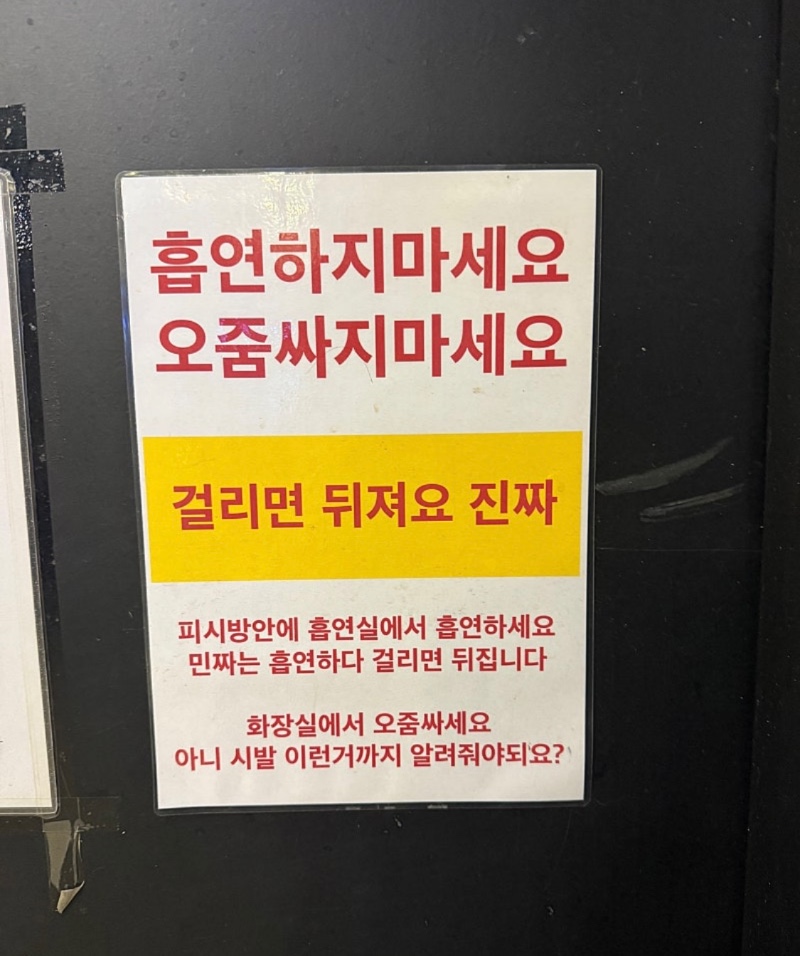 흡연하지마세요
오줌싸지마세요
걸리면 뒤져요 진짜
피시방안에 흡연실에서 흡연하세요
민짜는 흡연하다 걸리면 뒤집니다
화장실에서 오줌싸세요
아니 시발 이런거까지 알려줘야되요?